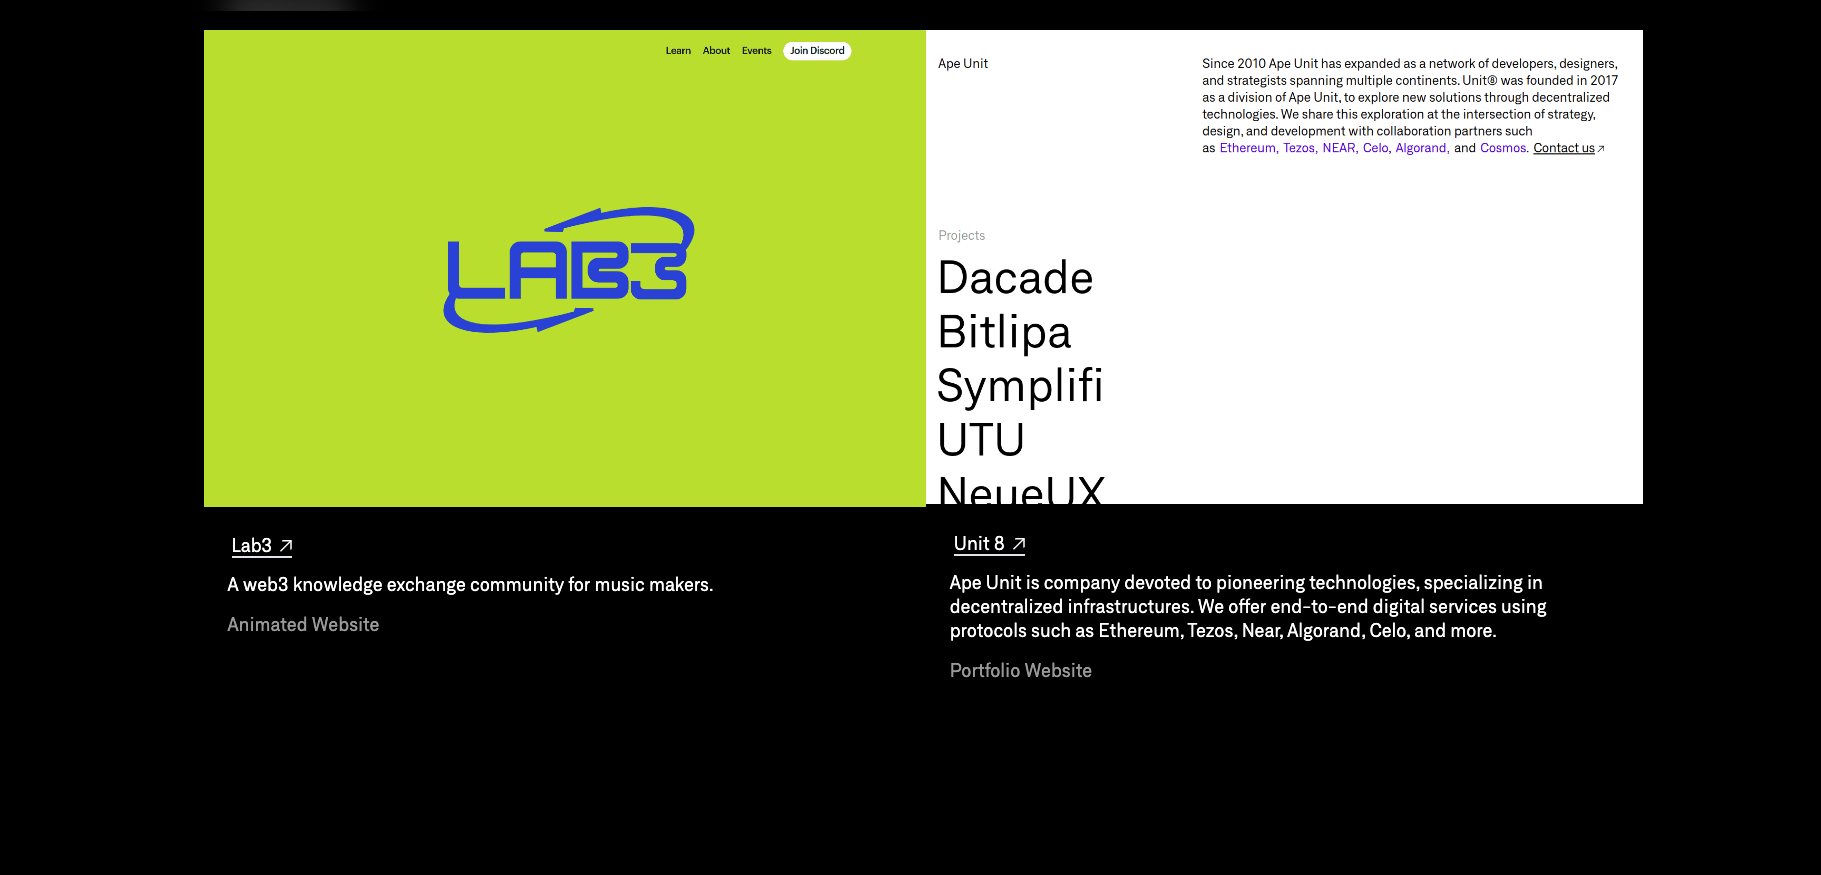 Learn About Events Join Discord
LAB3
Ape Unit
Since 2010 Ape Unit has expanded as a network of developers, designers,
and strategists spanning multiple continents. Unit® was founded in 2017
as a division of Ape Unit, to explore new solutions through decentralized
technologies. We share this exploration at the intersection of strategy,
design, and development with collaboration partners such
as Ethereum, Tezos, NEAR, Celo, Algorand, and Cosmos. Contact us↗
Projects
Dacade
Bitlipa
Symplifi
UTU
NeueUX
Lab3 ↗
A web3 knowledge exchange community for music makers.
Animated Website
Unit 8 ↗
Ape Unit is company devoted to pioneering technologies, specializing in
decentralized infrastructures. We offer end-to-end digital services using
protocols such as Ethereum, Tezos, Near, Algorand, Celo, and more.
Portfolio Website